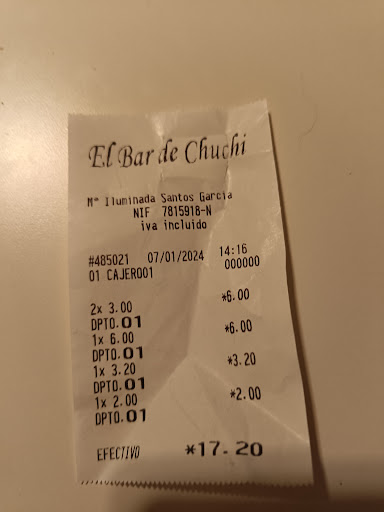 El Bar de Chuchi
Mª Iluminada Santos Garcia
NIF 7815918-N
iva incluido
#485021 07/01/2024 14:16
01 CAJERO01 000000
2x 3.00
DPTO.01 *6.00
1x 6.00
DPTO.01 *6.00
1x 3.20
DPTO.01 *3.20
1x 2.00
DPTO.01 *2.00
EFECTIVO *17.20